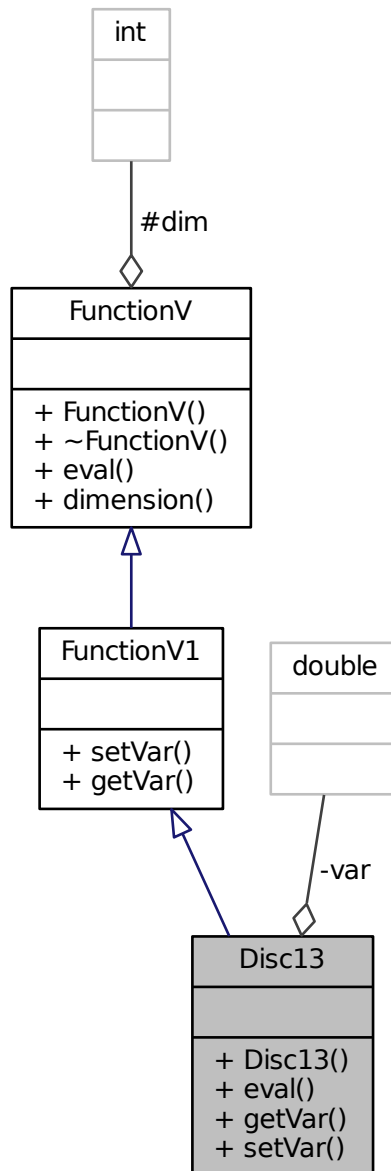 int
#dim
FunctionV
+ FunctionV()
+ ~FunctionV()
+ eval()
+ dimension()
FunctionV1
+ setVar()
+ getVar()
double
-var
Disc13
+ Disc13()
+ eval()
+ getVar()
+ setVar()